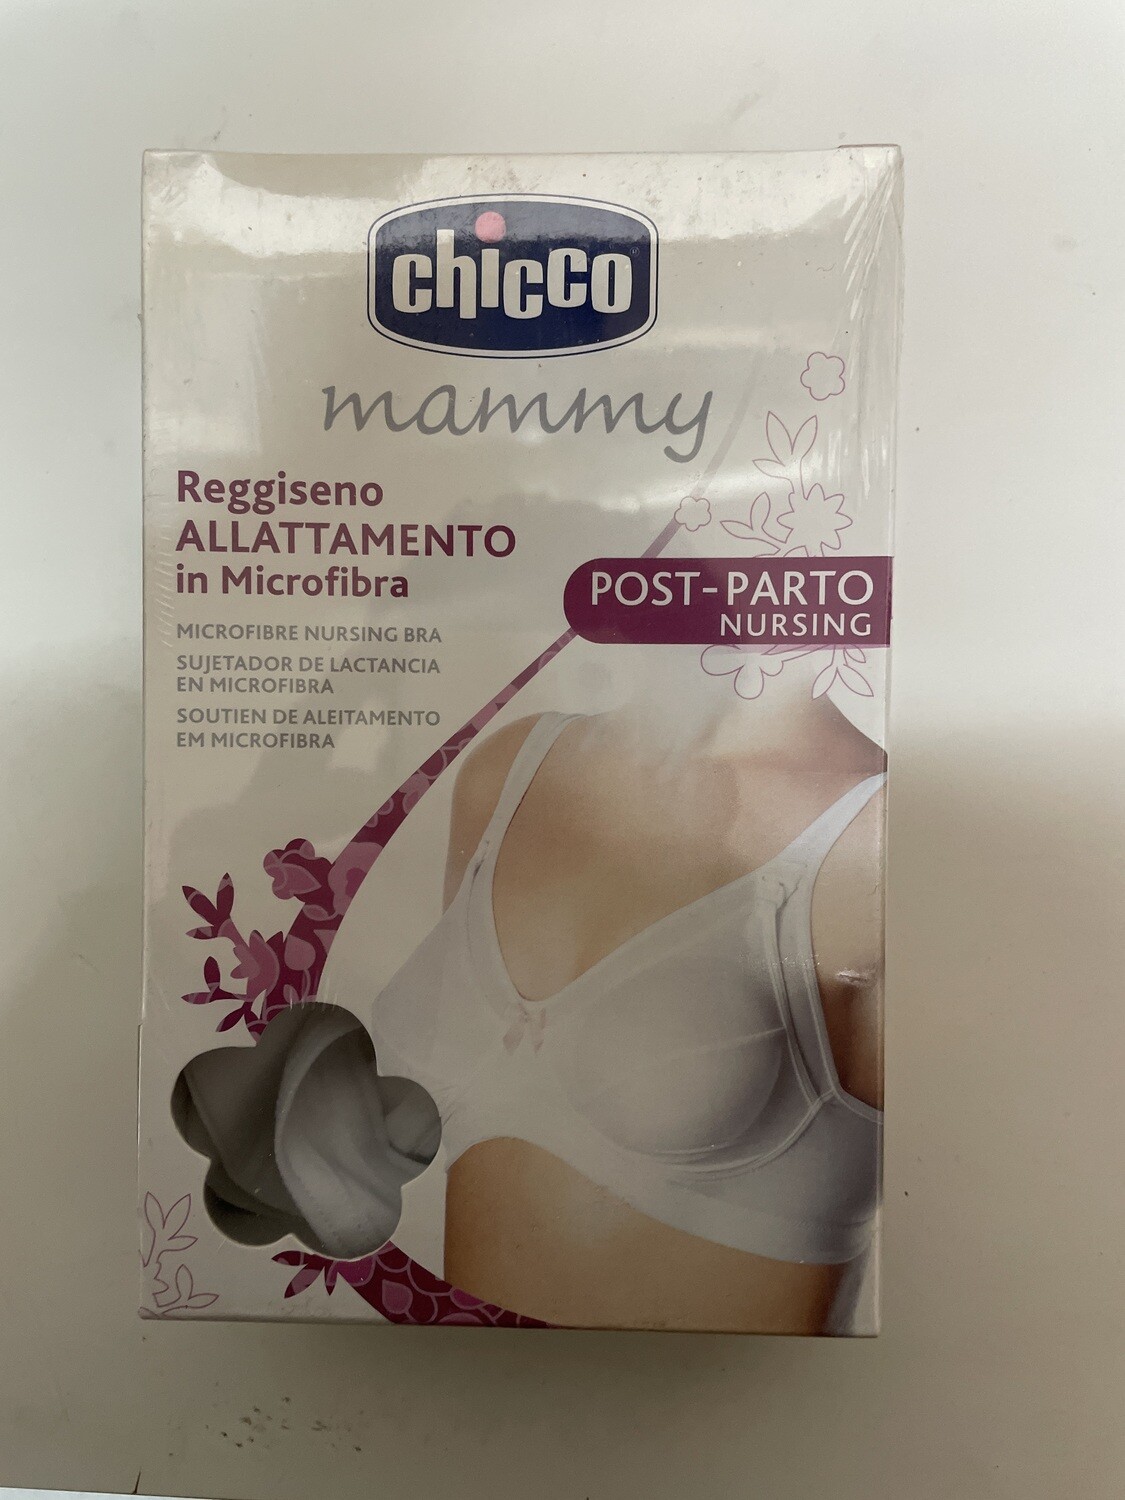 chicco
mammy
Reggiseno
ALLATTAMENTO
in Microfibra
POST-PARTO
NURSING
MICROFIBRE NURSING BRA
SUJETADOR DE LACTANCIA
EN MICROFIBRA
SOUTIEN DE ALEITAMENTO
EM MICROFIBRA